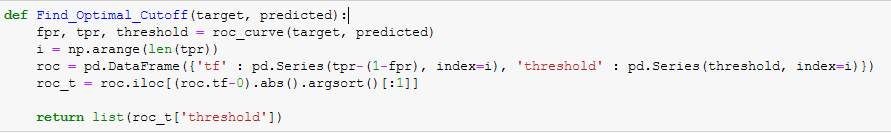 def Find_Optimal_Cutoff(target, predicted):
    fpr, tpr, threshold = roc_curve(target, predicted)
    i = np.arange(len(tpr))
    roc = pd.DataFrame({'tf' : pd.Series(tpr-(1-fpr), index=i), 'threshold' : pd.Series(threshold, index=i)})
    roc_t = roc.iloc[(roc.tf-0).abs().argsort()[:1]]
    return list(roc_t['threshold'])